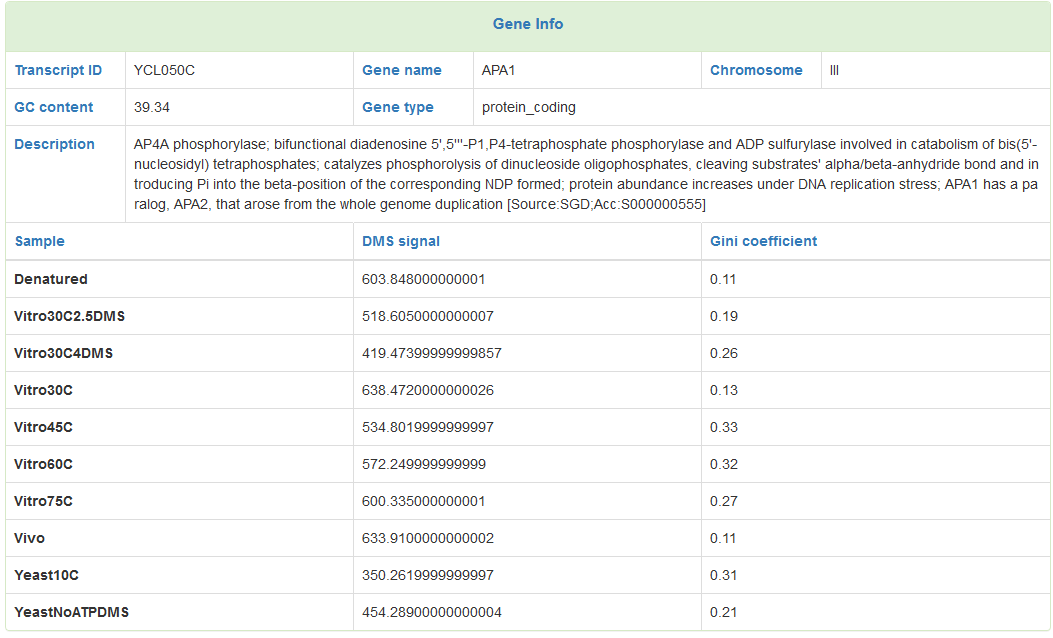 Gene Info
Transcript ID YCL050C Gene name APA1 Chromosome III
GC content 39.34 Gene type protein_coding
Description AP4A phosphorylase; bifunctional diadenosine 5',5'''-P1,P4-tetraphosphate phosphorylase and ADP sulfurylase involved in catabolism of bis(5'-
nucleosidyl) tetraphosphates; catalyzes phosphorolysis of dinucleoside oligophosphates, cleaving substrates' alpha/beta-anhydride bond and in
troducing Pi into the beta-position of the corresponding NDP formed; protein abundance increases under DNA replication stress; APA1 has a pa
ralog, APA2, that arose from the whole genome duplication [Source:SGD;Acc:S000000555]
Sample DMS signal Gini coefficient
Denatured 603.848000000001 0.11
Vitro30C2.5DMS 518.6050000000007 0.19
Vitro30C4DMS 419.47399999999857 0.26
Vitro30C 638.4720000000026 0.13
Vitro45C 534.8019999999997 0.33
Vitro60C 572.249999999999 0.32
Vitro75C 600.335000000001 0.27
Vivo 633.9100000000002 0.11
Yeast10C 350.2619999999997 0.31
YeastNoATPDMS 454.28900000000004 0.21